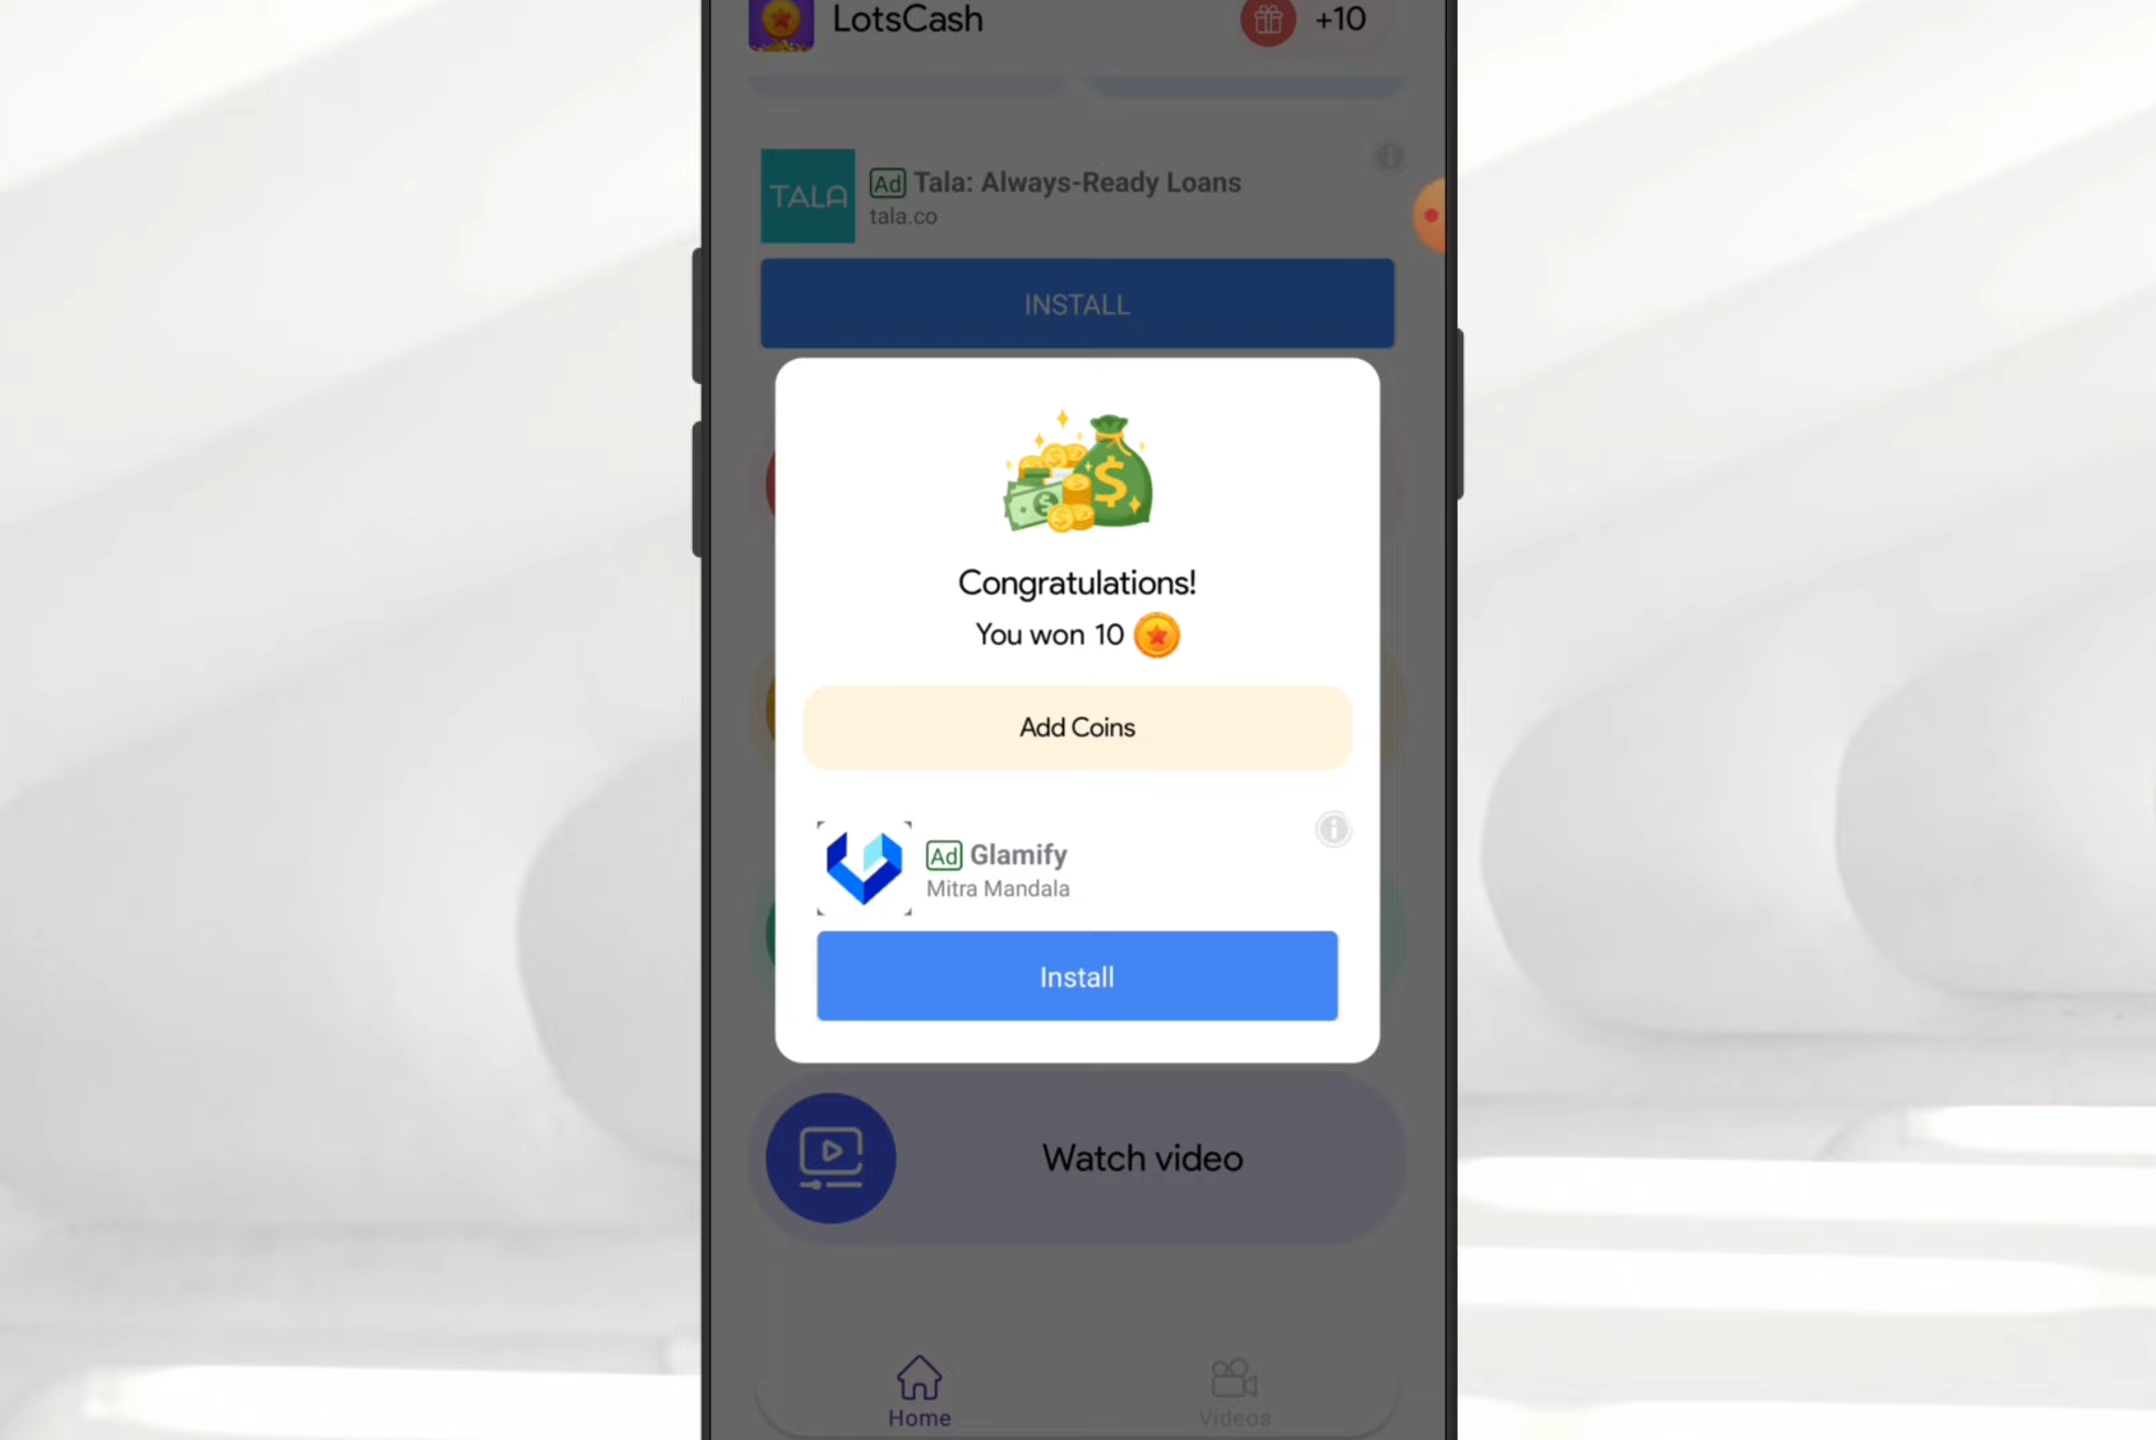 LotsCash
+10
TALA
Ad Tala: Always-Ready Loans
tala.co
INSTALL
Congratulations!
You won 10
Add Coins
Ad Glamify
Mitra Mandala
Install
Watch video
Home
Videos